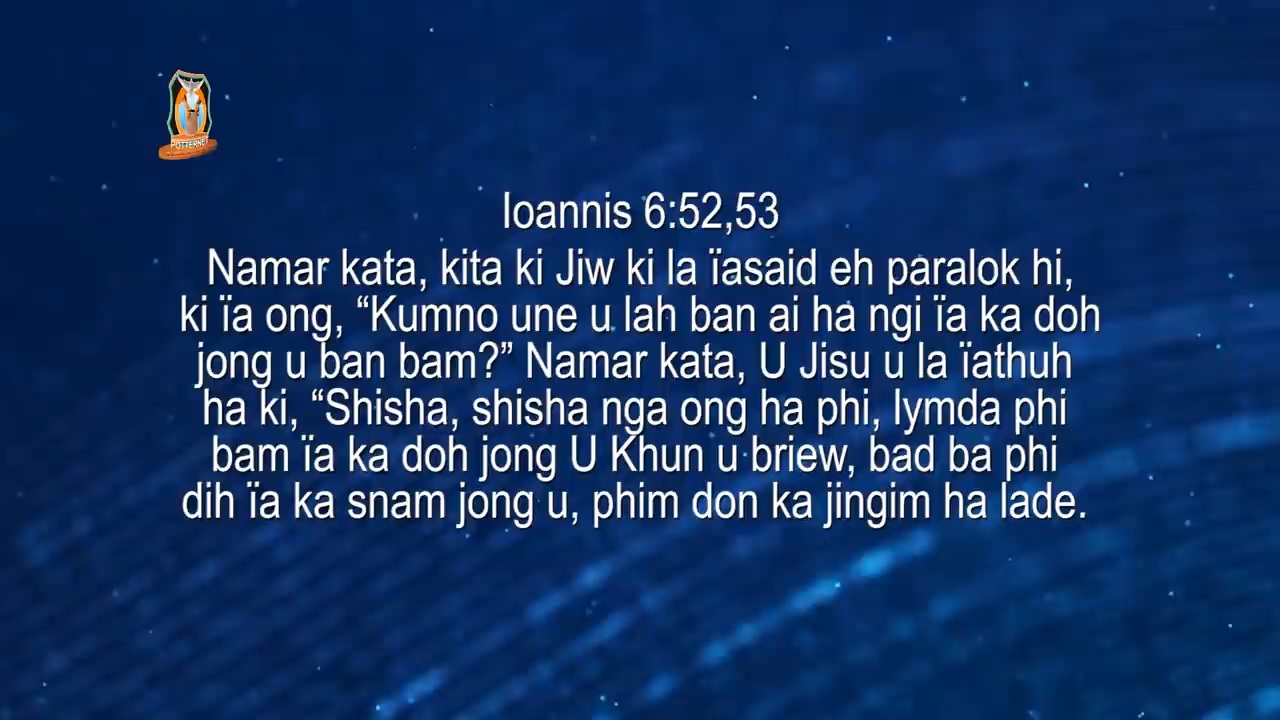 POTTERNET
Ioannis 6:52,53
Namar kata, kita ki Jiw ki la ïasaid eh paralok hi,
ki ïa ong, “Kumno une u lah ban ai ha ngi ïa ka doh
jong u ban bam?” Namar kata, U Jisu u la ïathuh
ha ki, “Shisha, shisha nga ong ha phi, lymda phi
bam ïa ka doh jong U Khun u briew, bad ba phi
dih ïa ka snam jong u, phim don ka jingim ha lade.